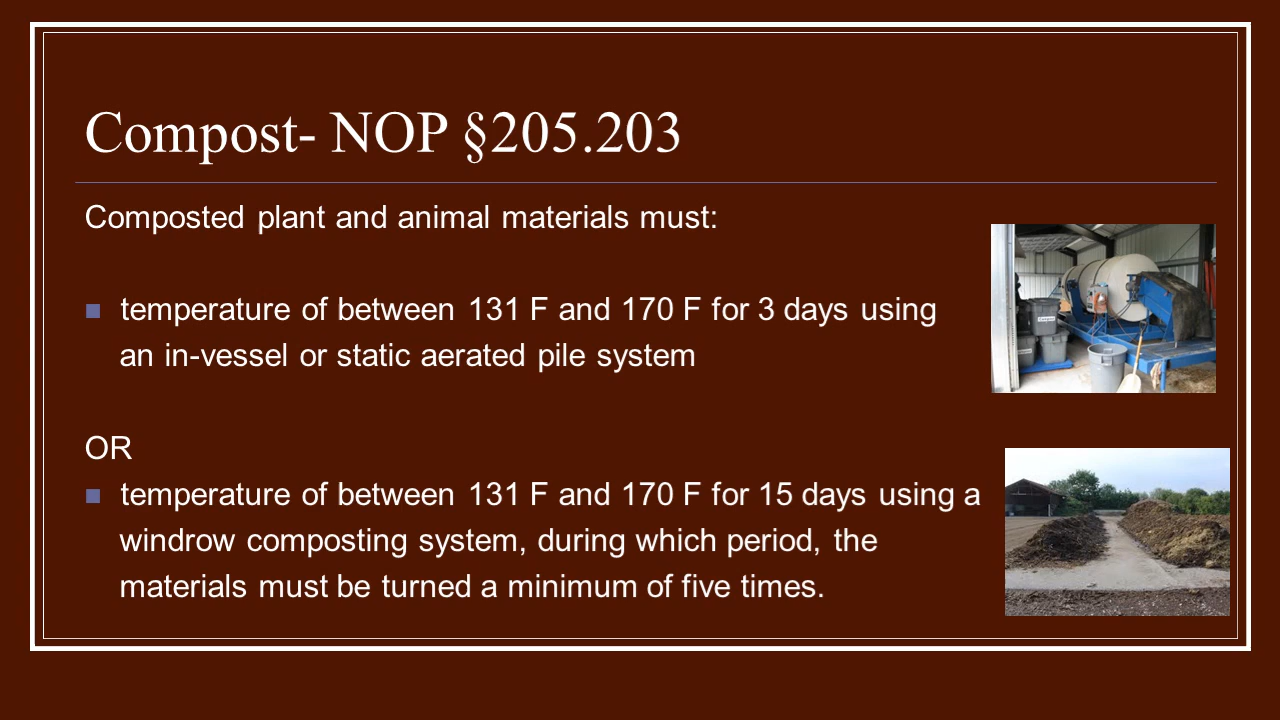 Compost- NOP §205.203
Composted plant and animal materials must:
temperature of between 131 F and 170 F for 3 days using
an in-vessel or static aerated pile system
OR
temperature of between 131 F and 170 F for 15 days using a
windrow composting system, during which period, the
materials must be turned a minimum of five times.